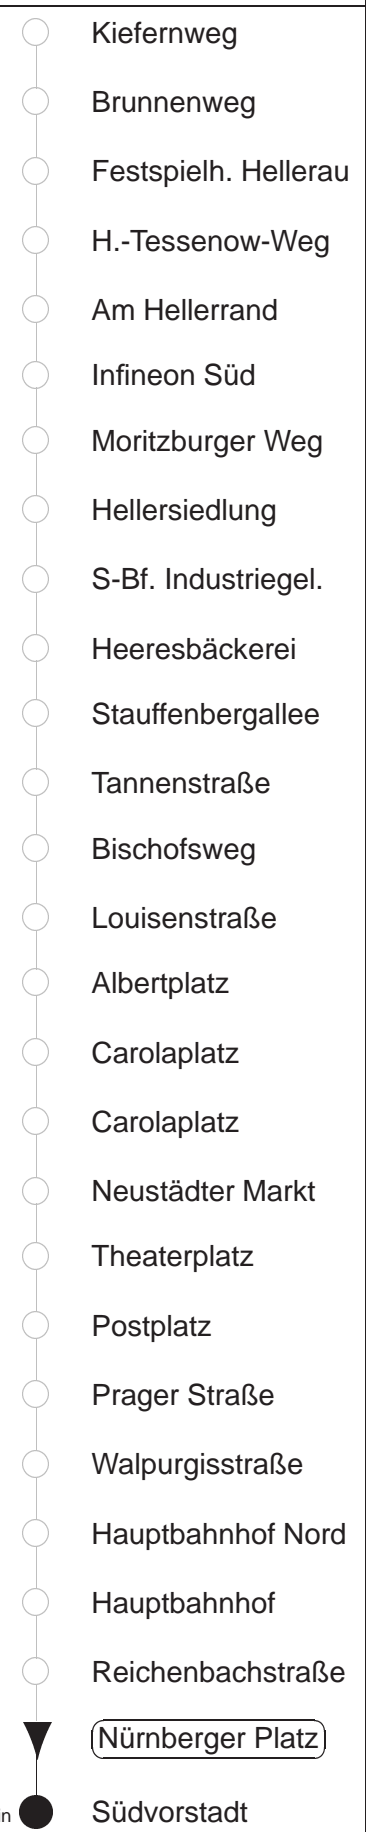 Kiefernweg
Brunnenweg
Festspielh. Hellerau
H.-Tessenow-Weg
Am Hellerrand
Infineon Süd
Moritzburger Weg
Hellersiedlung
S-Bf. Industriegel.
Heeresbäckerei
Stauffenbergallee
Tannenstraße
Bischofsweg
Louisenstraße
Albertplatz
Carolaplatz
Carolaplatz
Neustädter Markt
Theaterplatz
Postplatz
Prager Straße
Walpurgisstraße
Hauptbahnhof Nord
Hauptbahnhof
Reichenbachstraße
Nürnberger Platz
Südvorstadt